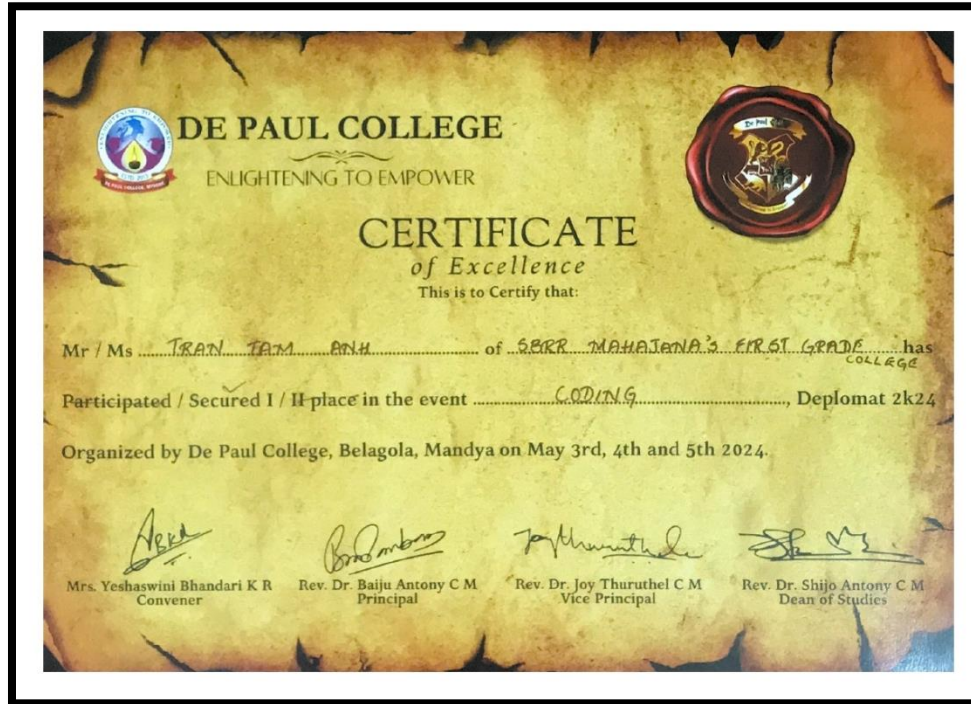 DE PAUL COLLEGE
ENLIGHTENING TO EMPOWER
De Paul
CERTIFICATE
of Excellence
This is to Certify that:
Mr / Ms ..... TRAN TAM ANH ..... of ..SBRR MAHAJANA'S FIRST GRADE COLLEGE.... has
Participated / Secured I / II place in the event ..... CODING ....., Deplomat 2k24
Organized by De Paul College, Belagola, Mandya on May 3rd, 4th and 5th 2024.
Mrs. Yeshaswini Bhandari K R
Convener
Rev. Dr. Baiju Antony C M
Principal
Rev. Dr. Joy Thuruthel C M
Vice Principal
Rev. Dr. Shijo Antony C M
Dean of Studies